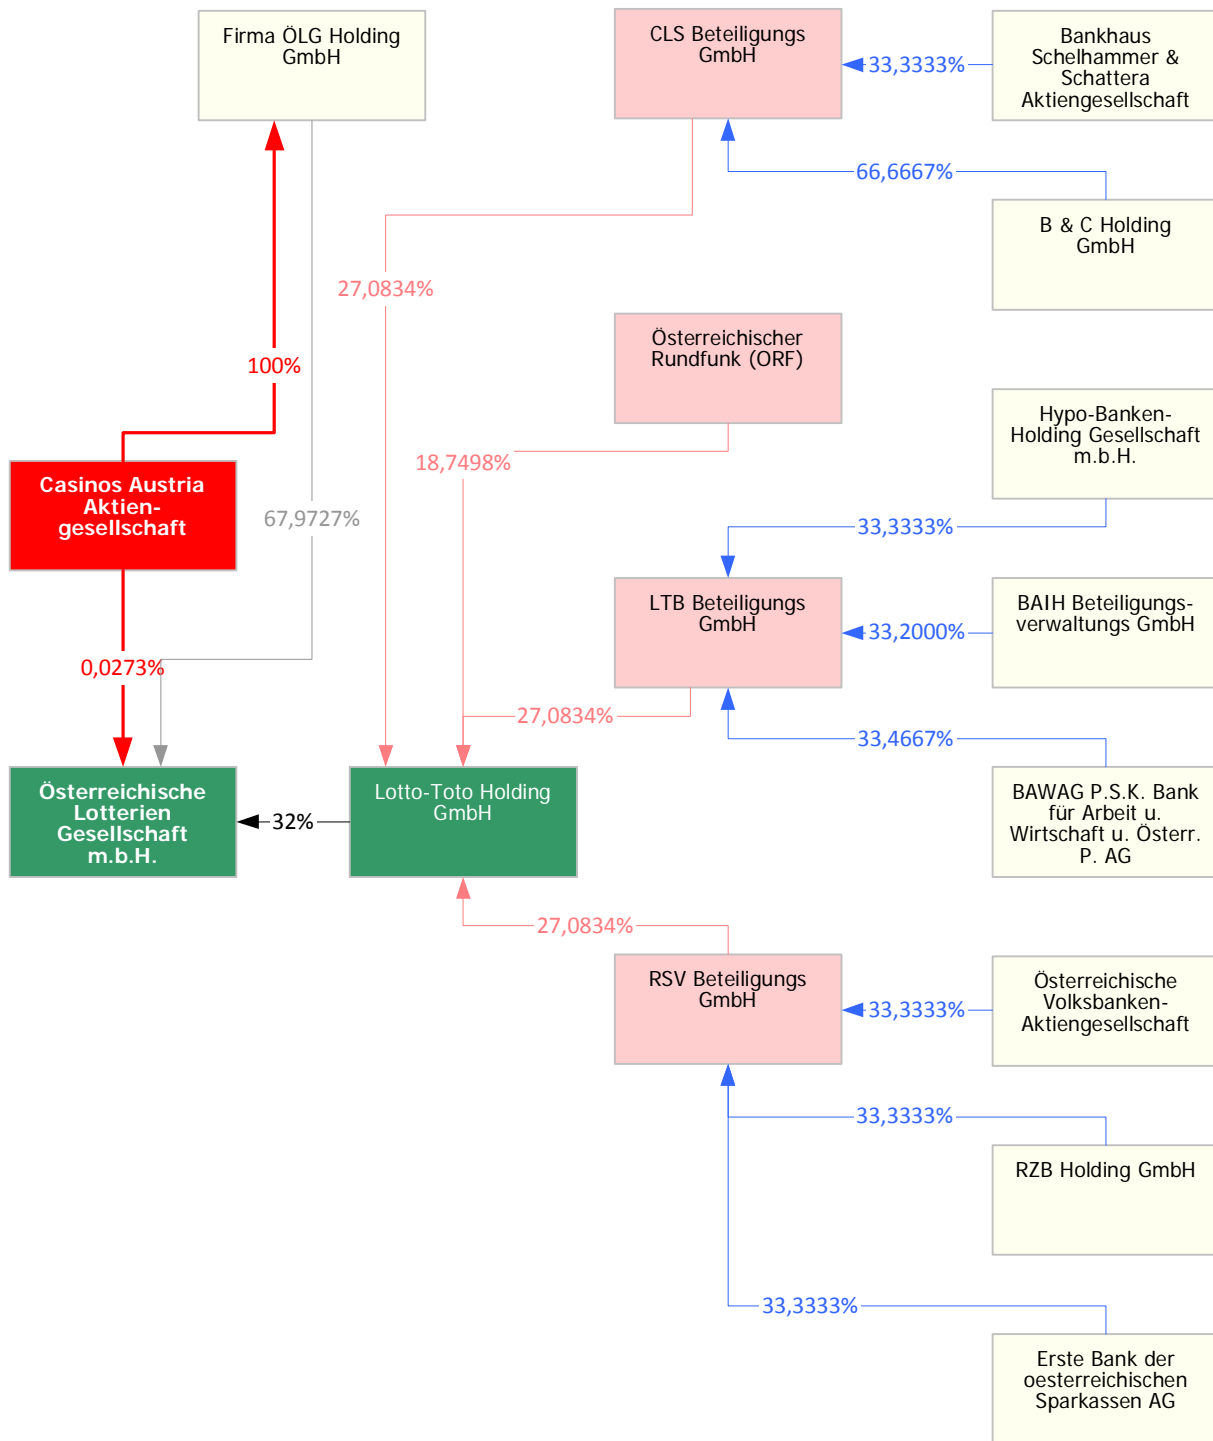 Firma ÖLG Holding
GmbH
CLS Beteiligungs
GmbH
33,3333%
Bankhaus
Schelhammer &
Schattera
Aktiengesellschaft
66,6667%
B & C Holding
GmbH
27,0834%
Österreichischer
Rundfunk (ORF)
100%
18,7498%
Hypo-Banken-
Holding Gesellschaft
m.b.H.
Casinos Austria
Aktien-
gesellschaft
67,9727%
33,3333%
LTB Beteiligungs
GmbH
33,2000%
BAIH Beteiligungs-
verwaltungs GmbH
0,0273%
27,0834%
33,4667%
Österreichische
Lotterien
Gesellschaft
m.b.H.
32%
Lotto-Toto Holding
GmbH
BAWAG P.S.K. Bank
für Arbeit u.
Wirtschaft u. Österr.
P. AG
27,0834%
RSV Beteiligungs
GmbH
33,3333%
Österreichische
Volksbanken-
Aktiengesellschaft
33,3333%
RZB Holding GmbH
33,3333%
Erste Bank der
oesterreichischen
Sparkassen AG